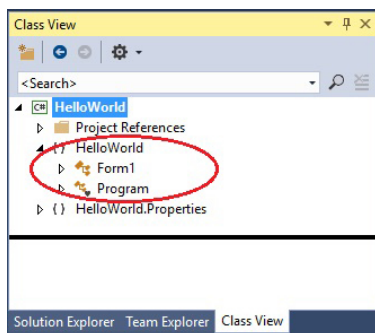 Class View
<Search>
C# HelloWorld
Project References
{ } HelloWorld
Form1
Program
{ } HelloWorld.Properties
Solution Explorer Team Explorer Class View